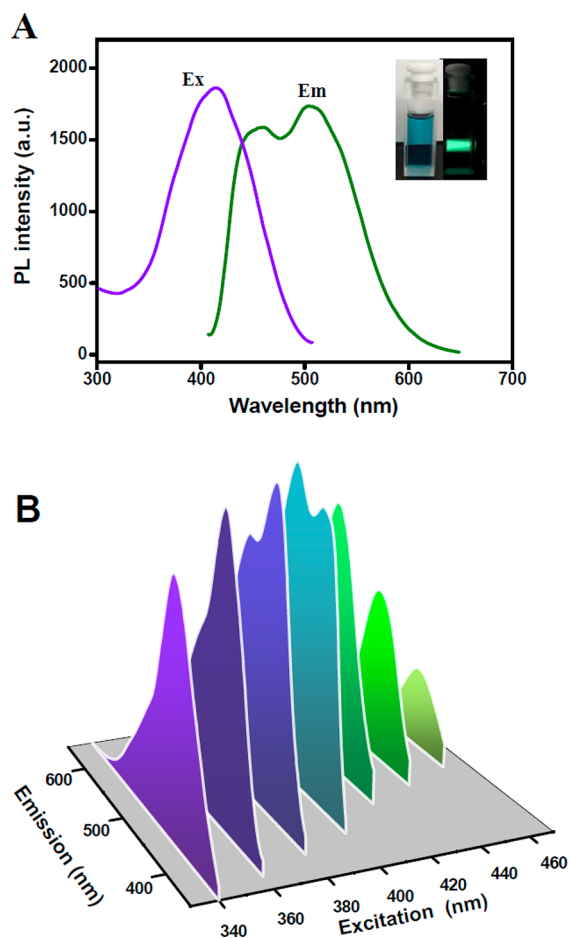 A
Ex
Em
2000
1500
1000
500
0
PL intensity (a.u.)
300
400
500
600
700
Wavelength (nm)
B
600
500
400
Emission (nm)
340
360
380
400
420
440
460
Excitation (nm)